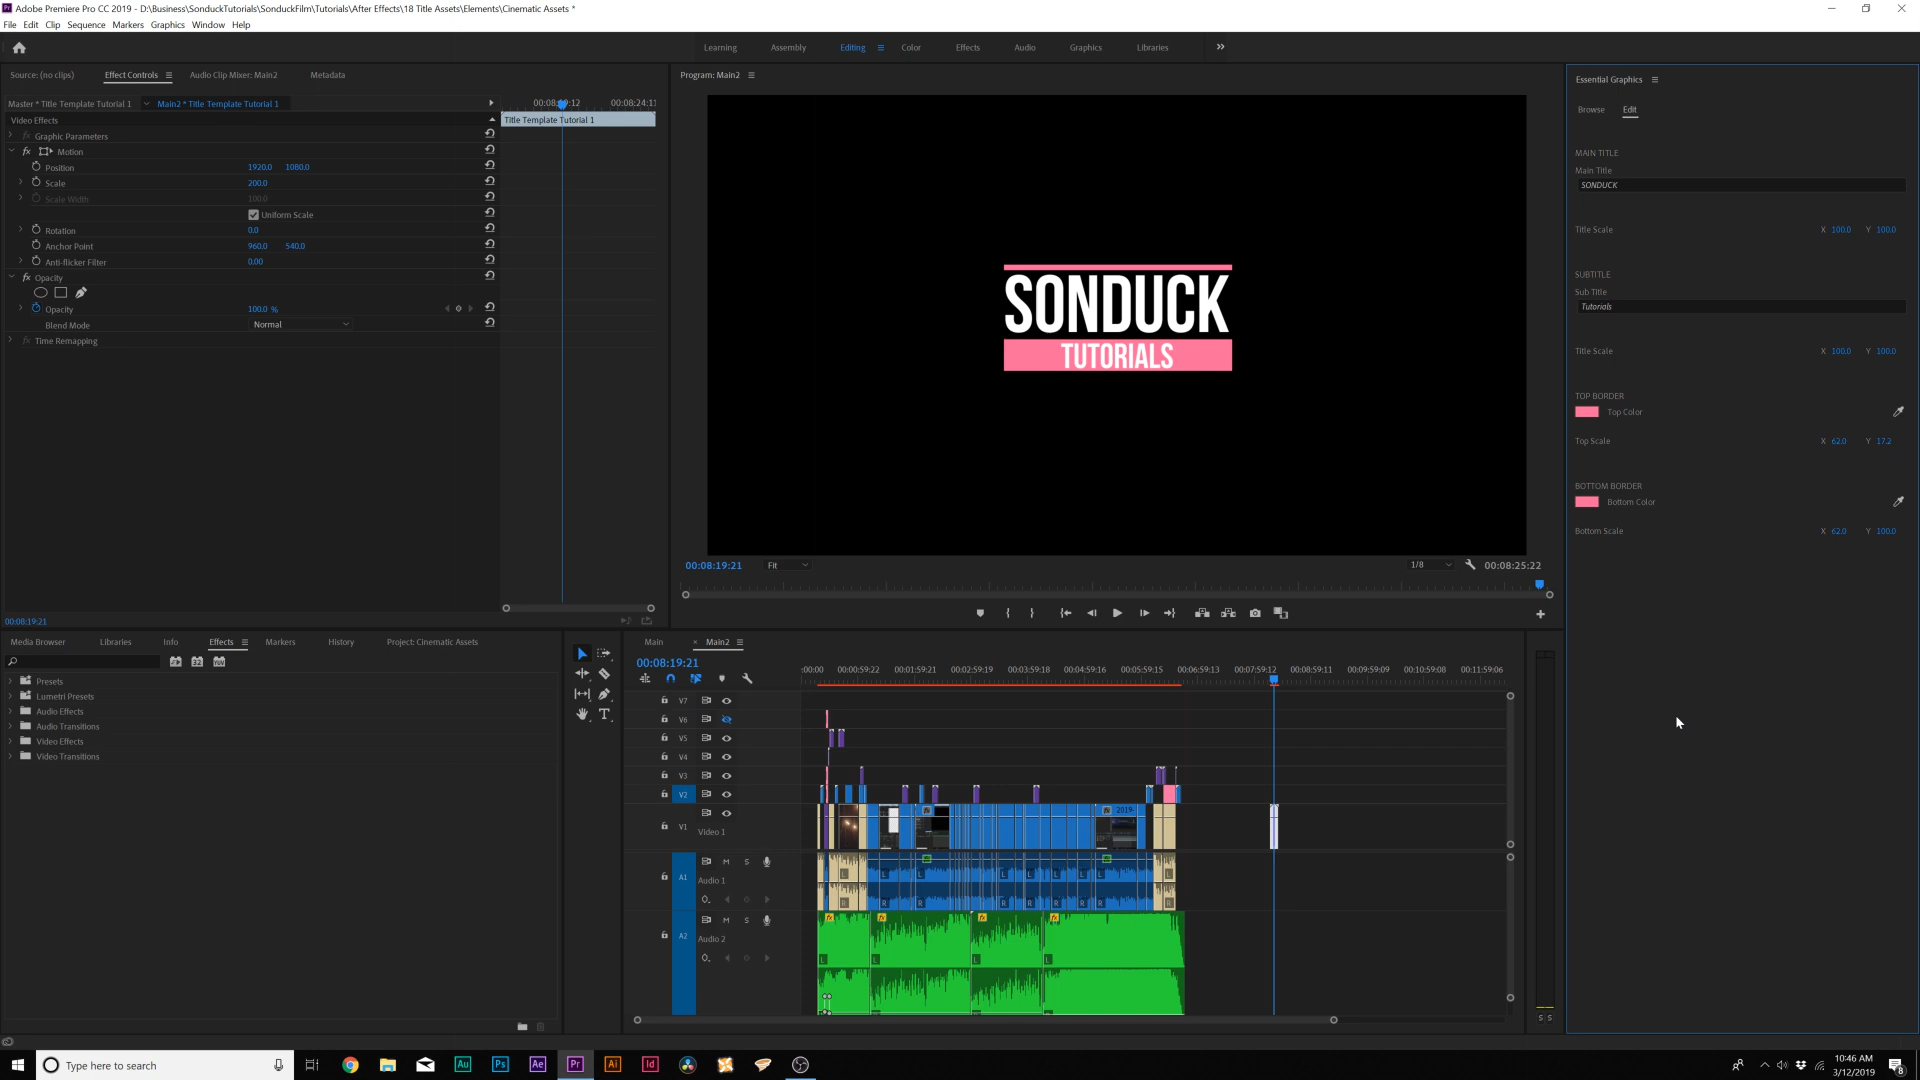 Adobe Premiere Pro CC 2019 - D:\Business\SonduckTutorials\SonduckFilm\Tutorials\After Effects\18 Title Assets\Elements\Cinematic Assets *
File Edit Clip Sequence Markers Graphics Window Help
Learning Assembly Editing Color Effects Audio Graphics Libraries
Source: (no clips) Effect Controls Audio Clip Mixer: Main2 Metadata
Program: Main2
Essential Graphics
Browse Edit
Master * Title Template Tutorial 1 Main2 * Title Template Tutorial 1
00:08:24:11
Video Effects
Title Template Tutorial 1
fx Graphic Parameters
fx Motion
Position 1920.0 1080.0
Scale 200.0
Scale Width 100.0
Uniform Scale
Rotation 0.0
Anchor Point 960.0 540.0
Anti-flicker Filter 0.00
fx Opacity
Opacity 100.0 %
Blend Mode Normal
fx Time Remapping
00:08:19:21
SONDUCK
TUTORIALS
00:08:19:21 Fit 1/8 00:08:25:22
MAIN TITLE
Main Title
SONDUCK
Title Scale X 100.0 Y 100.0
SUBTITLE
Sub Title
Tutorials
Title Scale X 100.0 Y 100.0
TOP BORDER
Top Color
Top Scale X 62.0 Y 17.2
BOTTOM BORDER
Bottom Color
Bottom Scale X 62.0 Y 100.0
Media Browser Libraries Info Effects Markers History Project: Cinematic Assets
Presets
Lumetri Presets
Audio Effects
Audio Transitions
Video Effects
Video Transitions
Main × Main2
00:08:19:21
:00:00 00:00:59:22 00:01:59:21 00:02:59:19 00:03:59:18 00:04:59:16 00:05:59:15 00:06:59:13 00:07:59:12 00:08:59:11 00:09:59:09 00:10:59:08 00:11:59:06
V7
V6
V5
V4
V3
V2
V1 Video 1
2019-
A1 M S
Audio 1
A2 M S
Audio 2
S S
Type here to search
Au Ps Ae Pr Ai Id
10:46 AM
3/12/2019
8